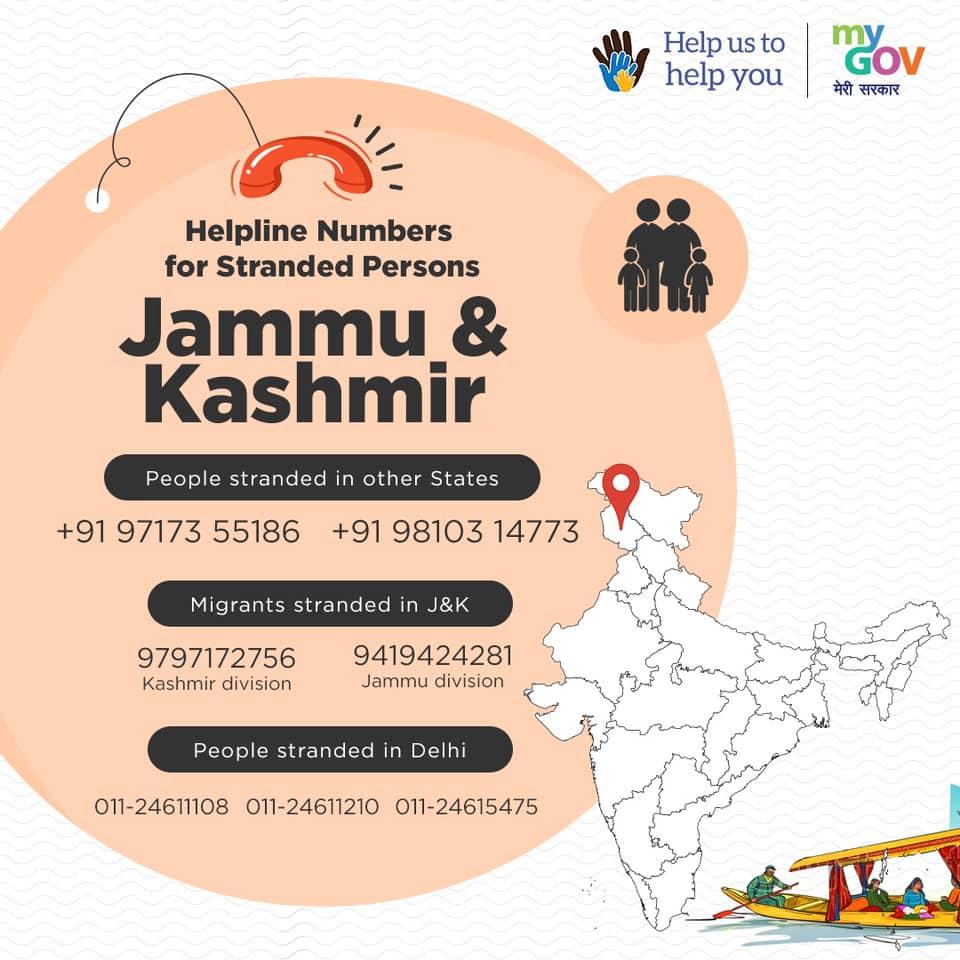 Help us to
help you
my
GOV
मेरी सरकार
Helpline Numbers
for Stranded Persons
Jammu &
Kashmir
People stranded in other States
+91 97173 55186 +91 98103 14773
Migrants stranded in J&K
9797172756 9419424281
Kashmir division Jammu division
People stranded in Delhi
011-24611108 011-24611210 011-24615475